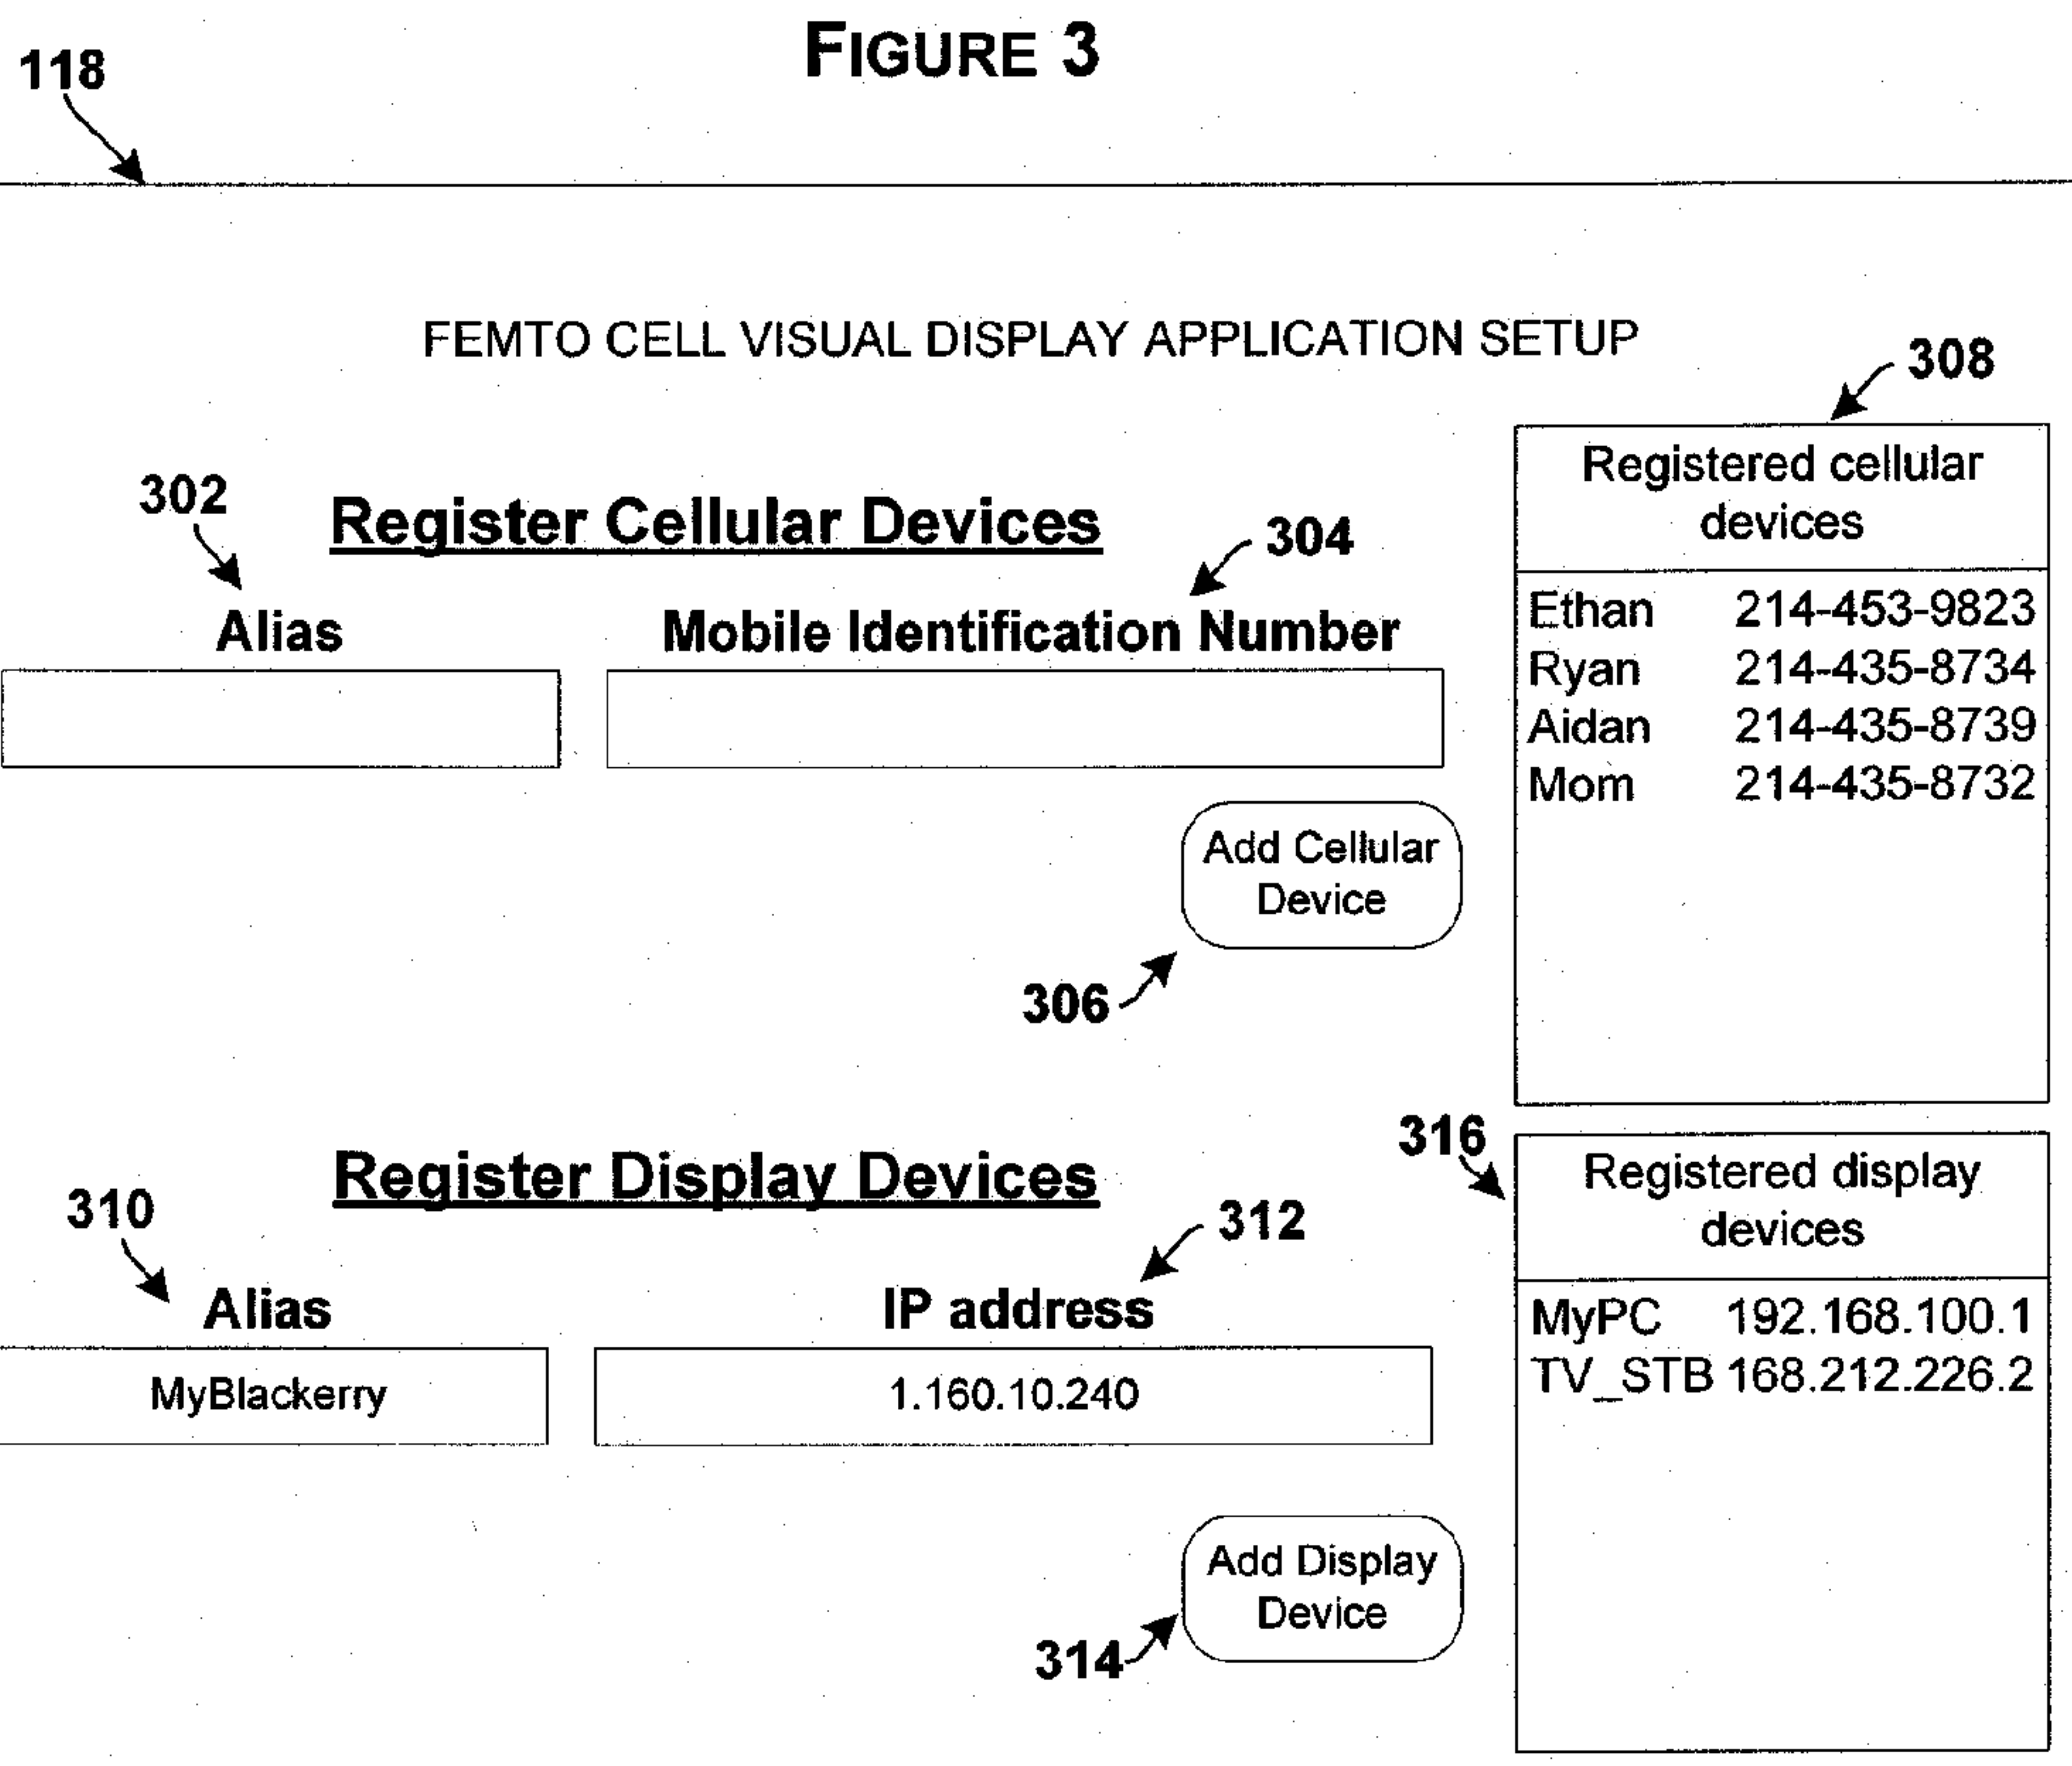 FIGURE 3
118
FEMTO CELL VISUAL DISPLAY APPLICATION SETUP
308
Registered cellular
devices
302
Register Cellular Devices
304
Alias
Mobile Identification Number
Ethan 214-453-9823
Ryan 214-435-8734
Aidan 214-435-8739
Mom 214-435-8732
Add Cellular
Device
306
316
Register Display Devices
Registered display
devices
310
312
Alias
IP address
MyPC 192.168.100.1
TV_STB 168.212.226.2
MyBlackerry
1.160.10.240
Add Display
Device
314